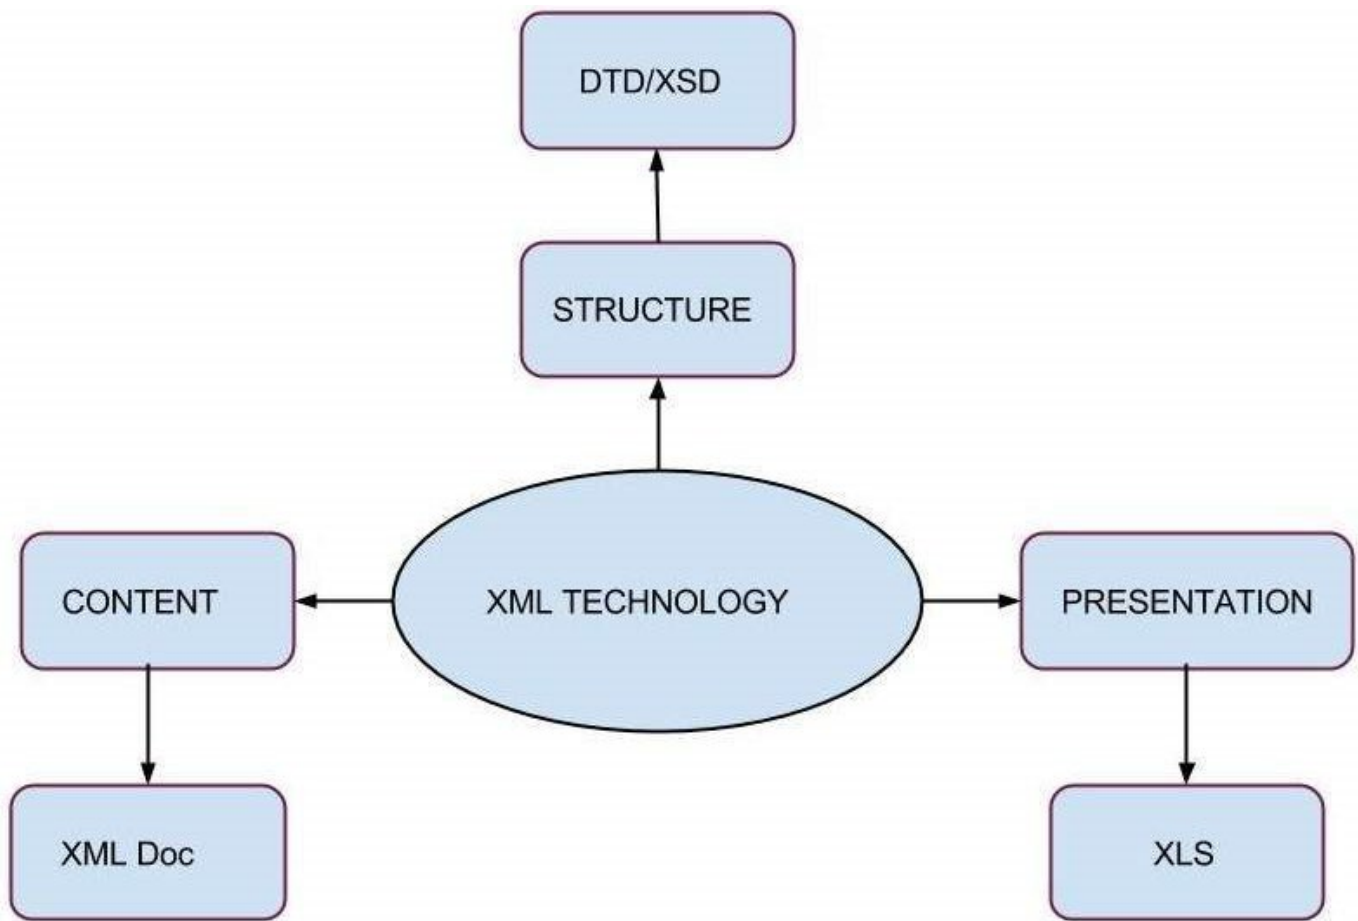 DTD/XSD
STRUCTURE
CONTENT
XML TECHNOLOGY
PRESENTATION
XML Doc
XLS